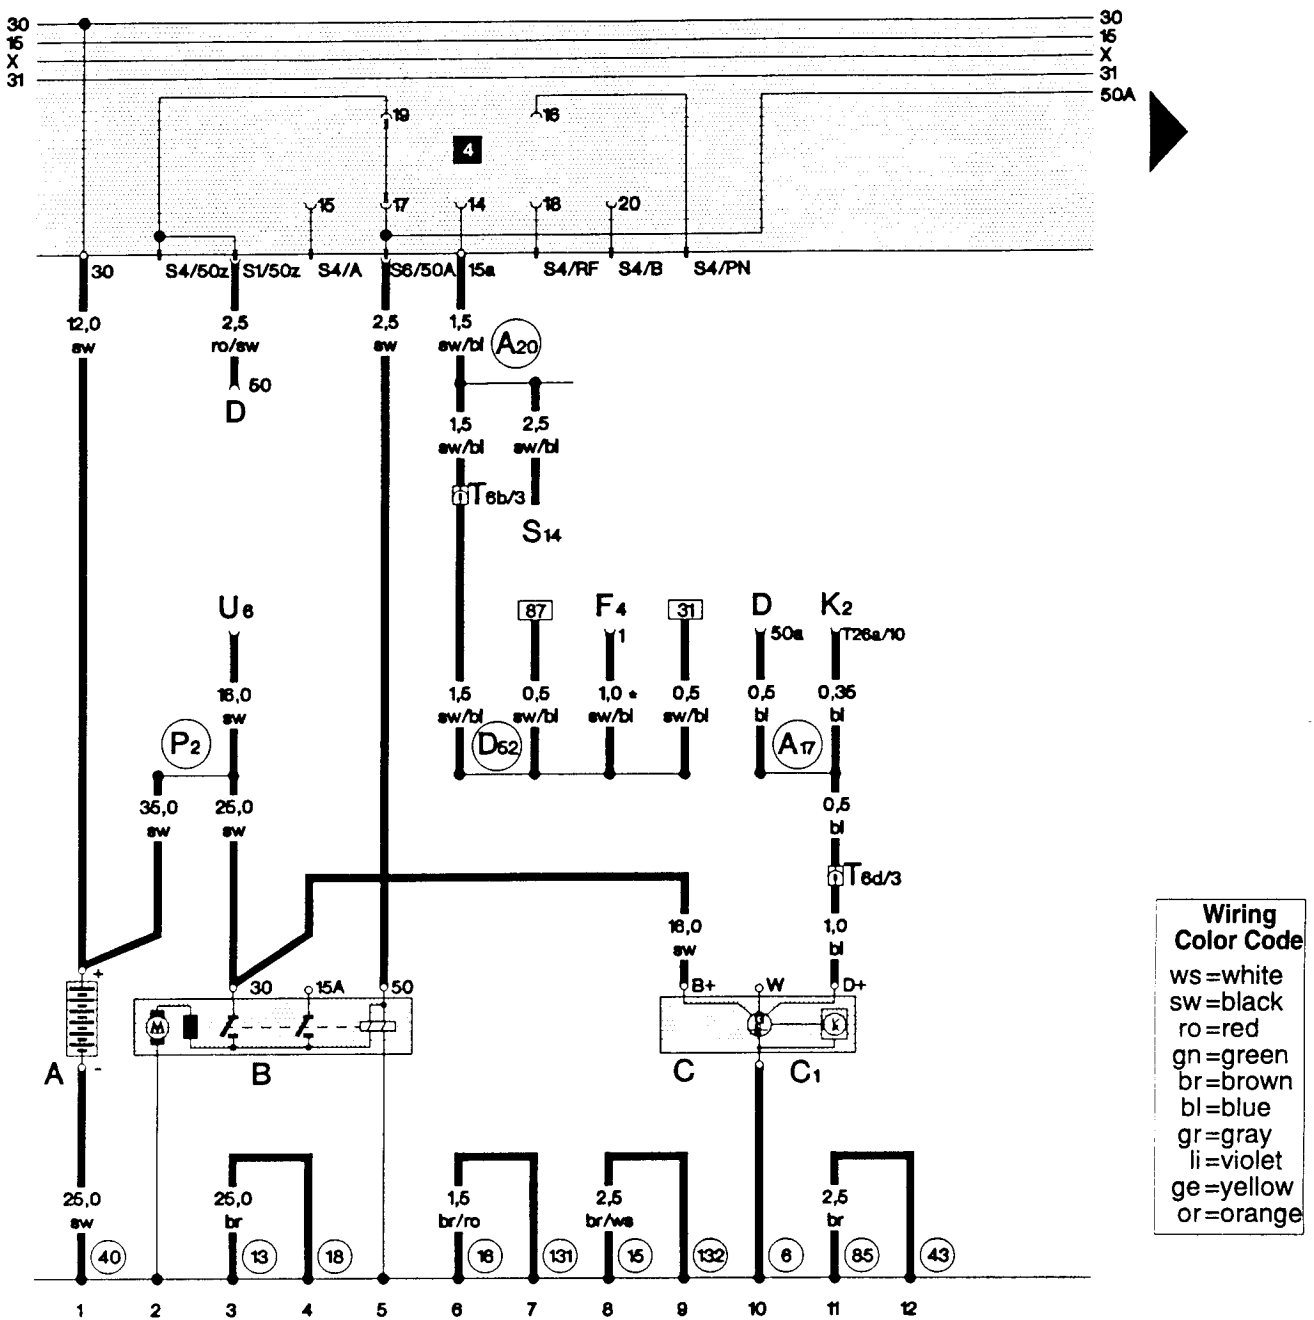 30 30
15 15
X X
31 31
50A
19 16
4
15 17 14 18 20
30 S4/50z S1/50z S4/A S6/50A 15a S4/RF S4/B S4/PN
12,0 2,5 2,5 1,5
sw ro/sw sw sw/bl A20
50
D
1,5 2,5
sw/bl sw/bl
T6b/3
S14
U6 87 F4 31 D K2
1 50a T26a/10
16,0 1,5 0,5 1,0 * 0,5 0,5 0,35
sw sw/bl sw/bl sw/bl sw/bl bl bl
P2 D52 A17
35,0 25,0 0,5
sw sw bl
T6d/3
16,0 1,0
sw bl
+ 30 15A 50 B+ W D+
M
A - B C C1
Wiring
Color Code
ws=white
sw=black
ro=red
gn=green
br=brown
bl=blue
gr=gray
li=violet
ge=yellow
or=orange
25,0 25,0 1,5 2,5 2,5
sw br br/ro br/ws br
40 13 18 16 131 15 132 6 85 43
1 2 3 4 5 6 7 8 9 10 11 12